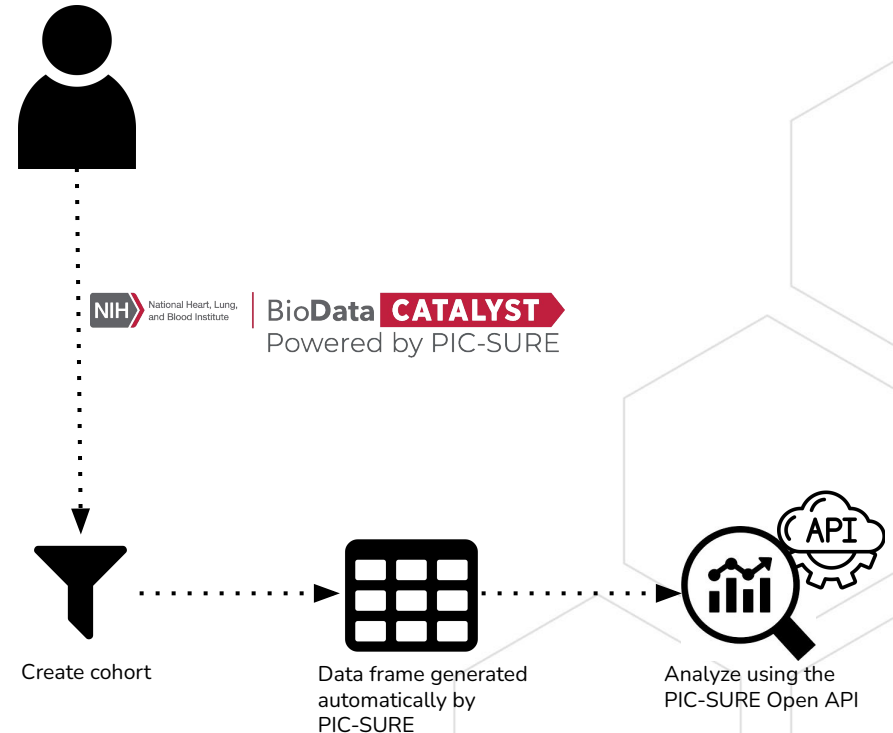 NIH
National Heart, Lung,
and Blood Institute
BioData CATALYST
Powered by PIC-SURE
API
Create cohort
Data frame generated
automatically by
PIC-SURE
Analyze using the
PIC-SURE Open API